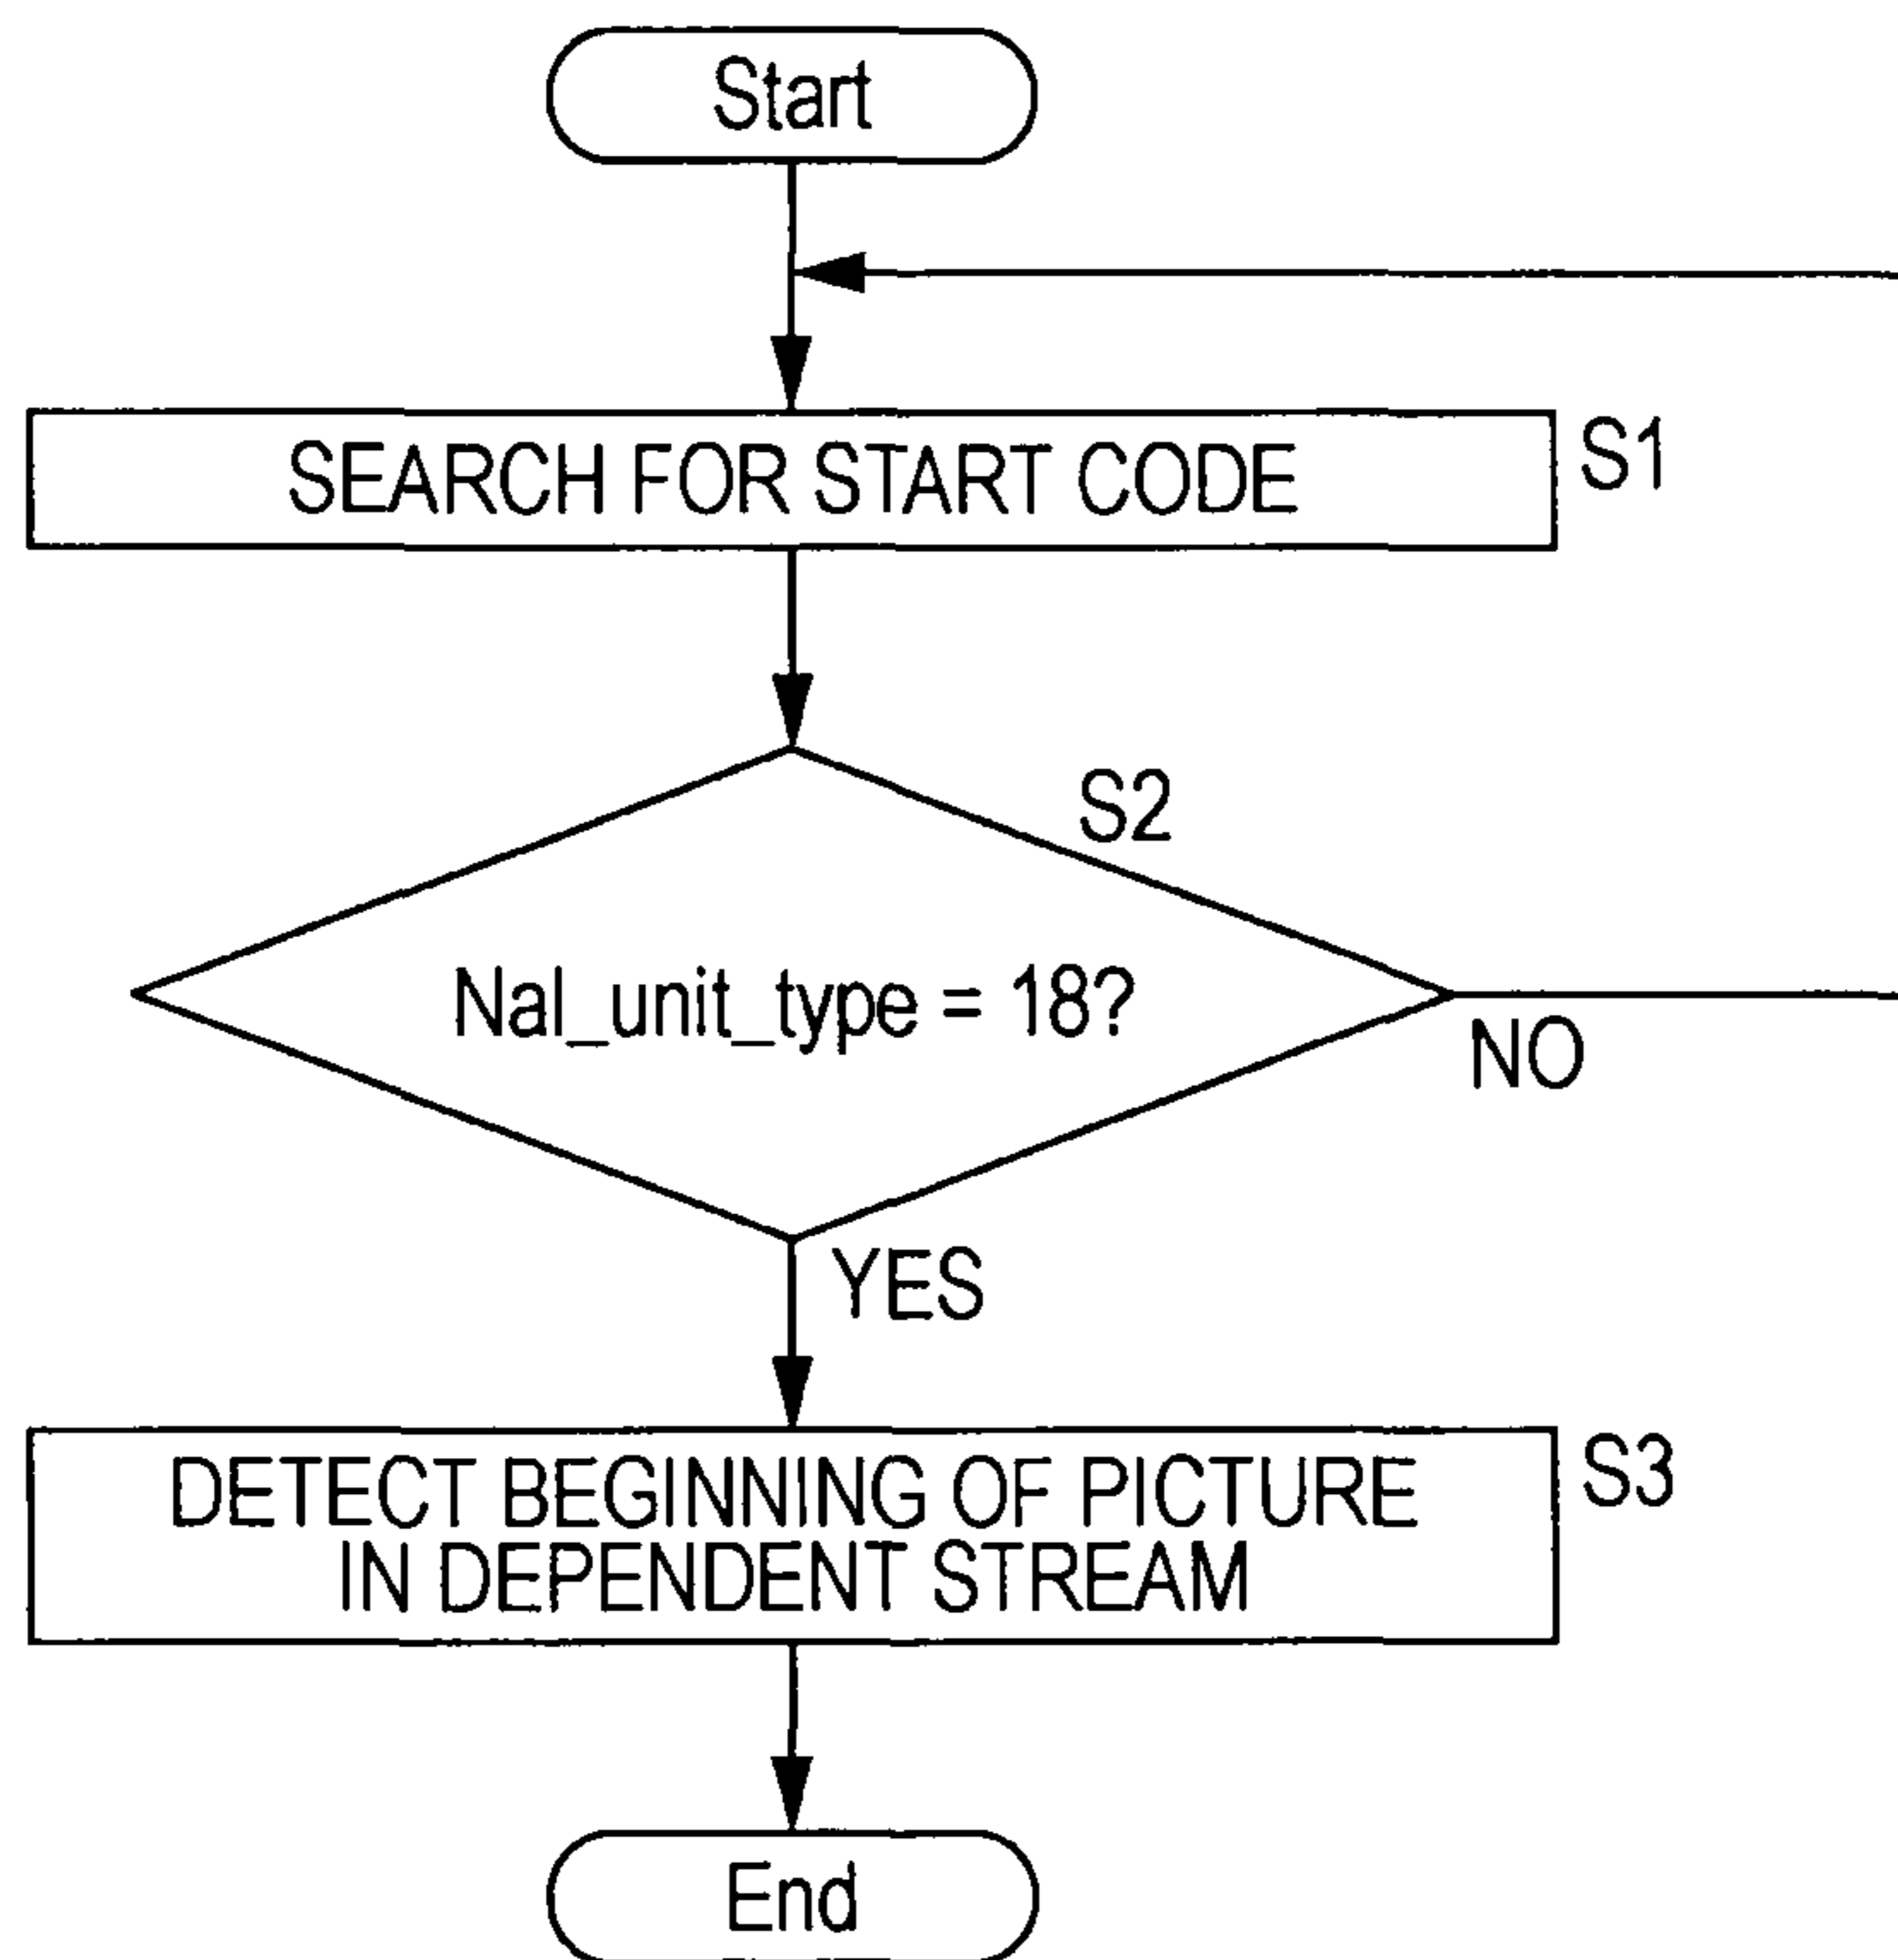 Start
SEARCH FOR START CODE
S1
S2
Nal_unit_type = 18?
NO
YES
DETECT BEGINNING OF PICTURE
IN DEPENDENT STREAM
S3
End